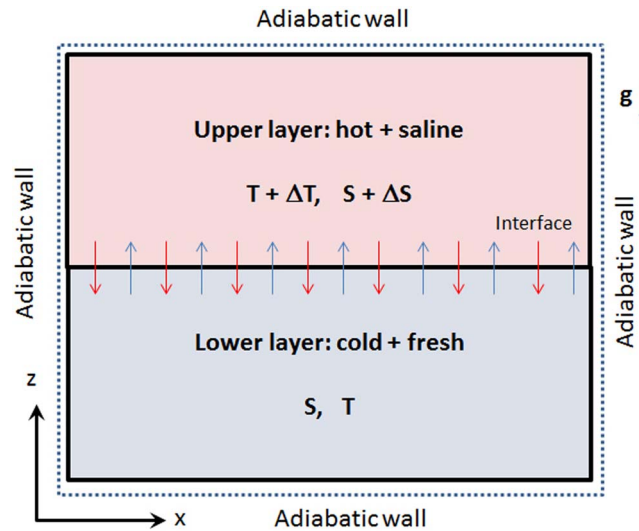 Adiabatic wall
g
Upper layer: hot + saline
T + ΔT, S + ΔS
Interface
Adiabatic wall
Adiabatic wall
Lower layer: cold + fresh
z
S, T
x
Adiabatic wall